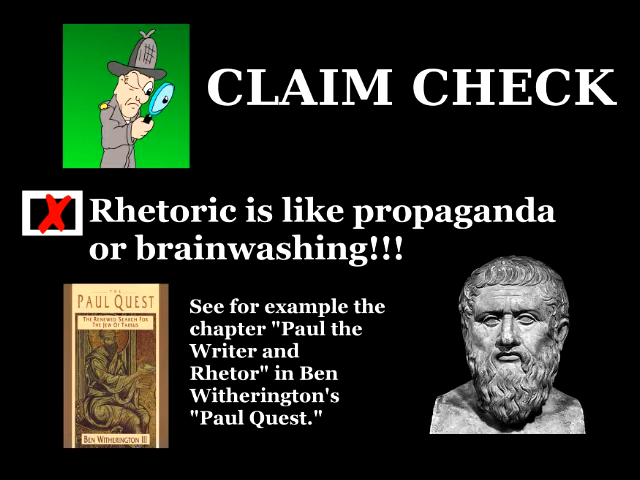 CLAIM CHECK
Rhetoric is like propaganda
or brainwashing!!!
THE
PAUL QUEST
THE RENEWED SEARCH FOR
THE JEW OF TARSUS
BEN WITHERINGTON III
See for example the
chapter "Paul the
Writer and
Rhetor" in Ben
Witherington's
"Paul Quest."